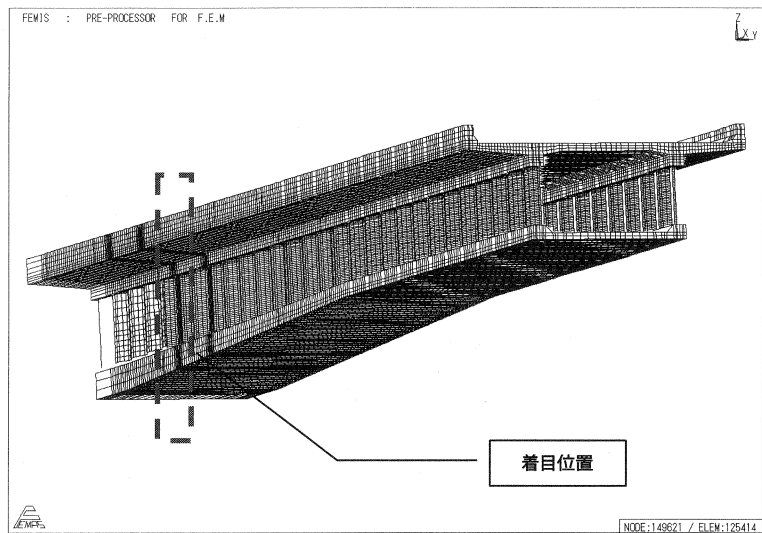 FEMIS : PRE-PROCESSOR FOR F.E.M
Z
X Y
着目位置
NODE:149621 / ELEM:125414